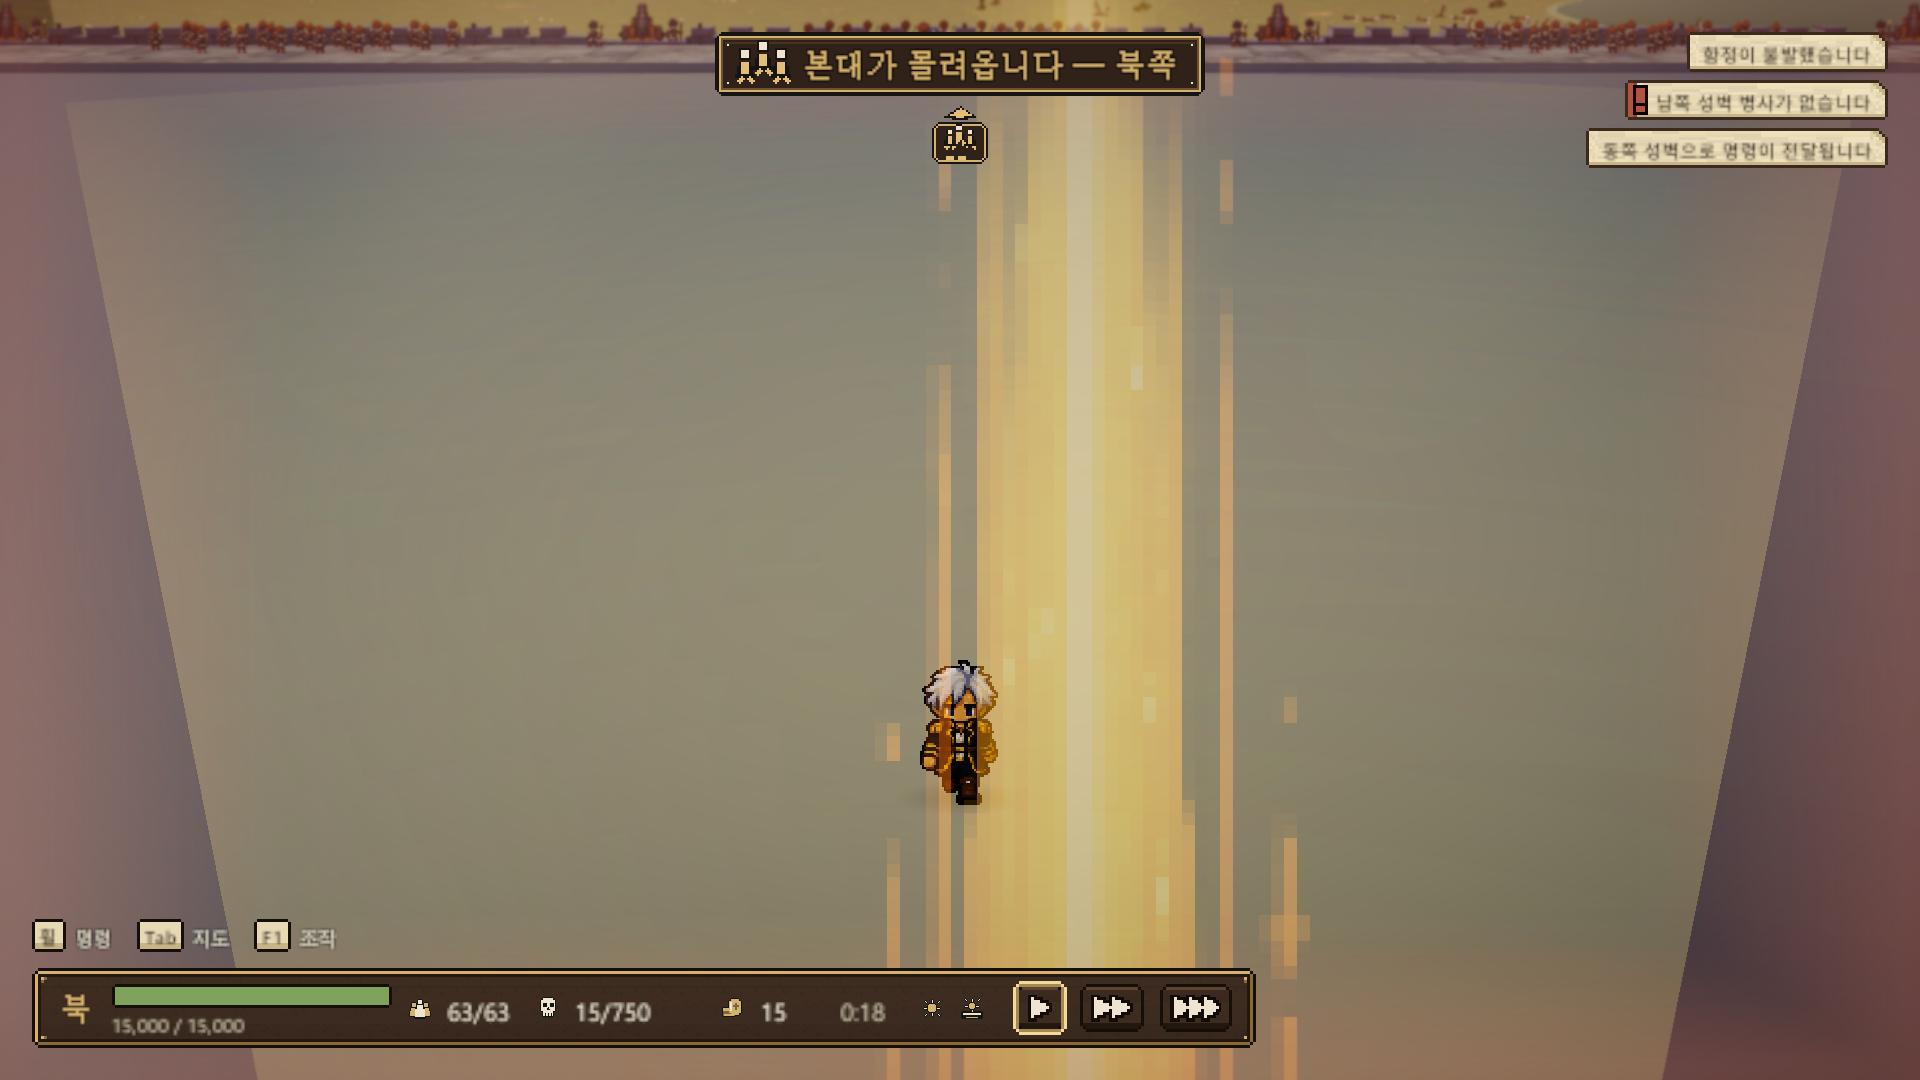 본대가 몰려옵니다 — 북쪽
함정이 불발했습니다
남쪽 성벽 병사가 없습니다
동쪽 성벽으로 명령이 전달됩니다
휠 명령 Tab 지도 F1 조작
북 15,000 / 15,000 63/63 15/750 15 0:18